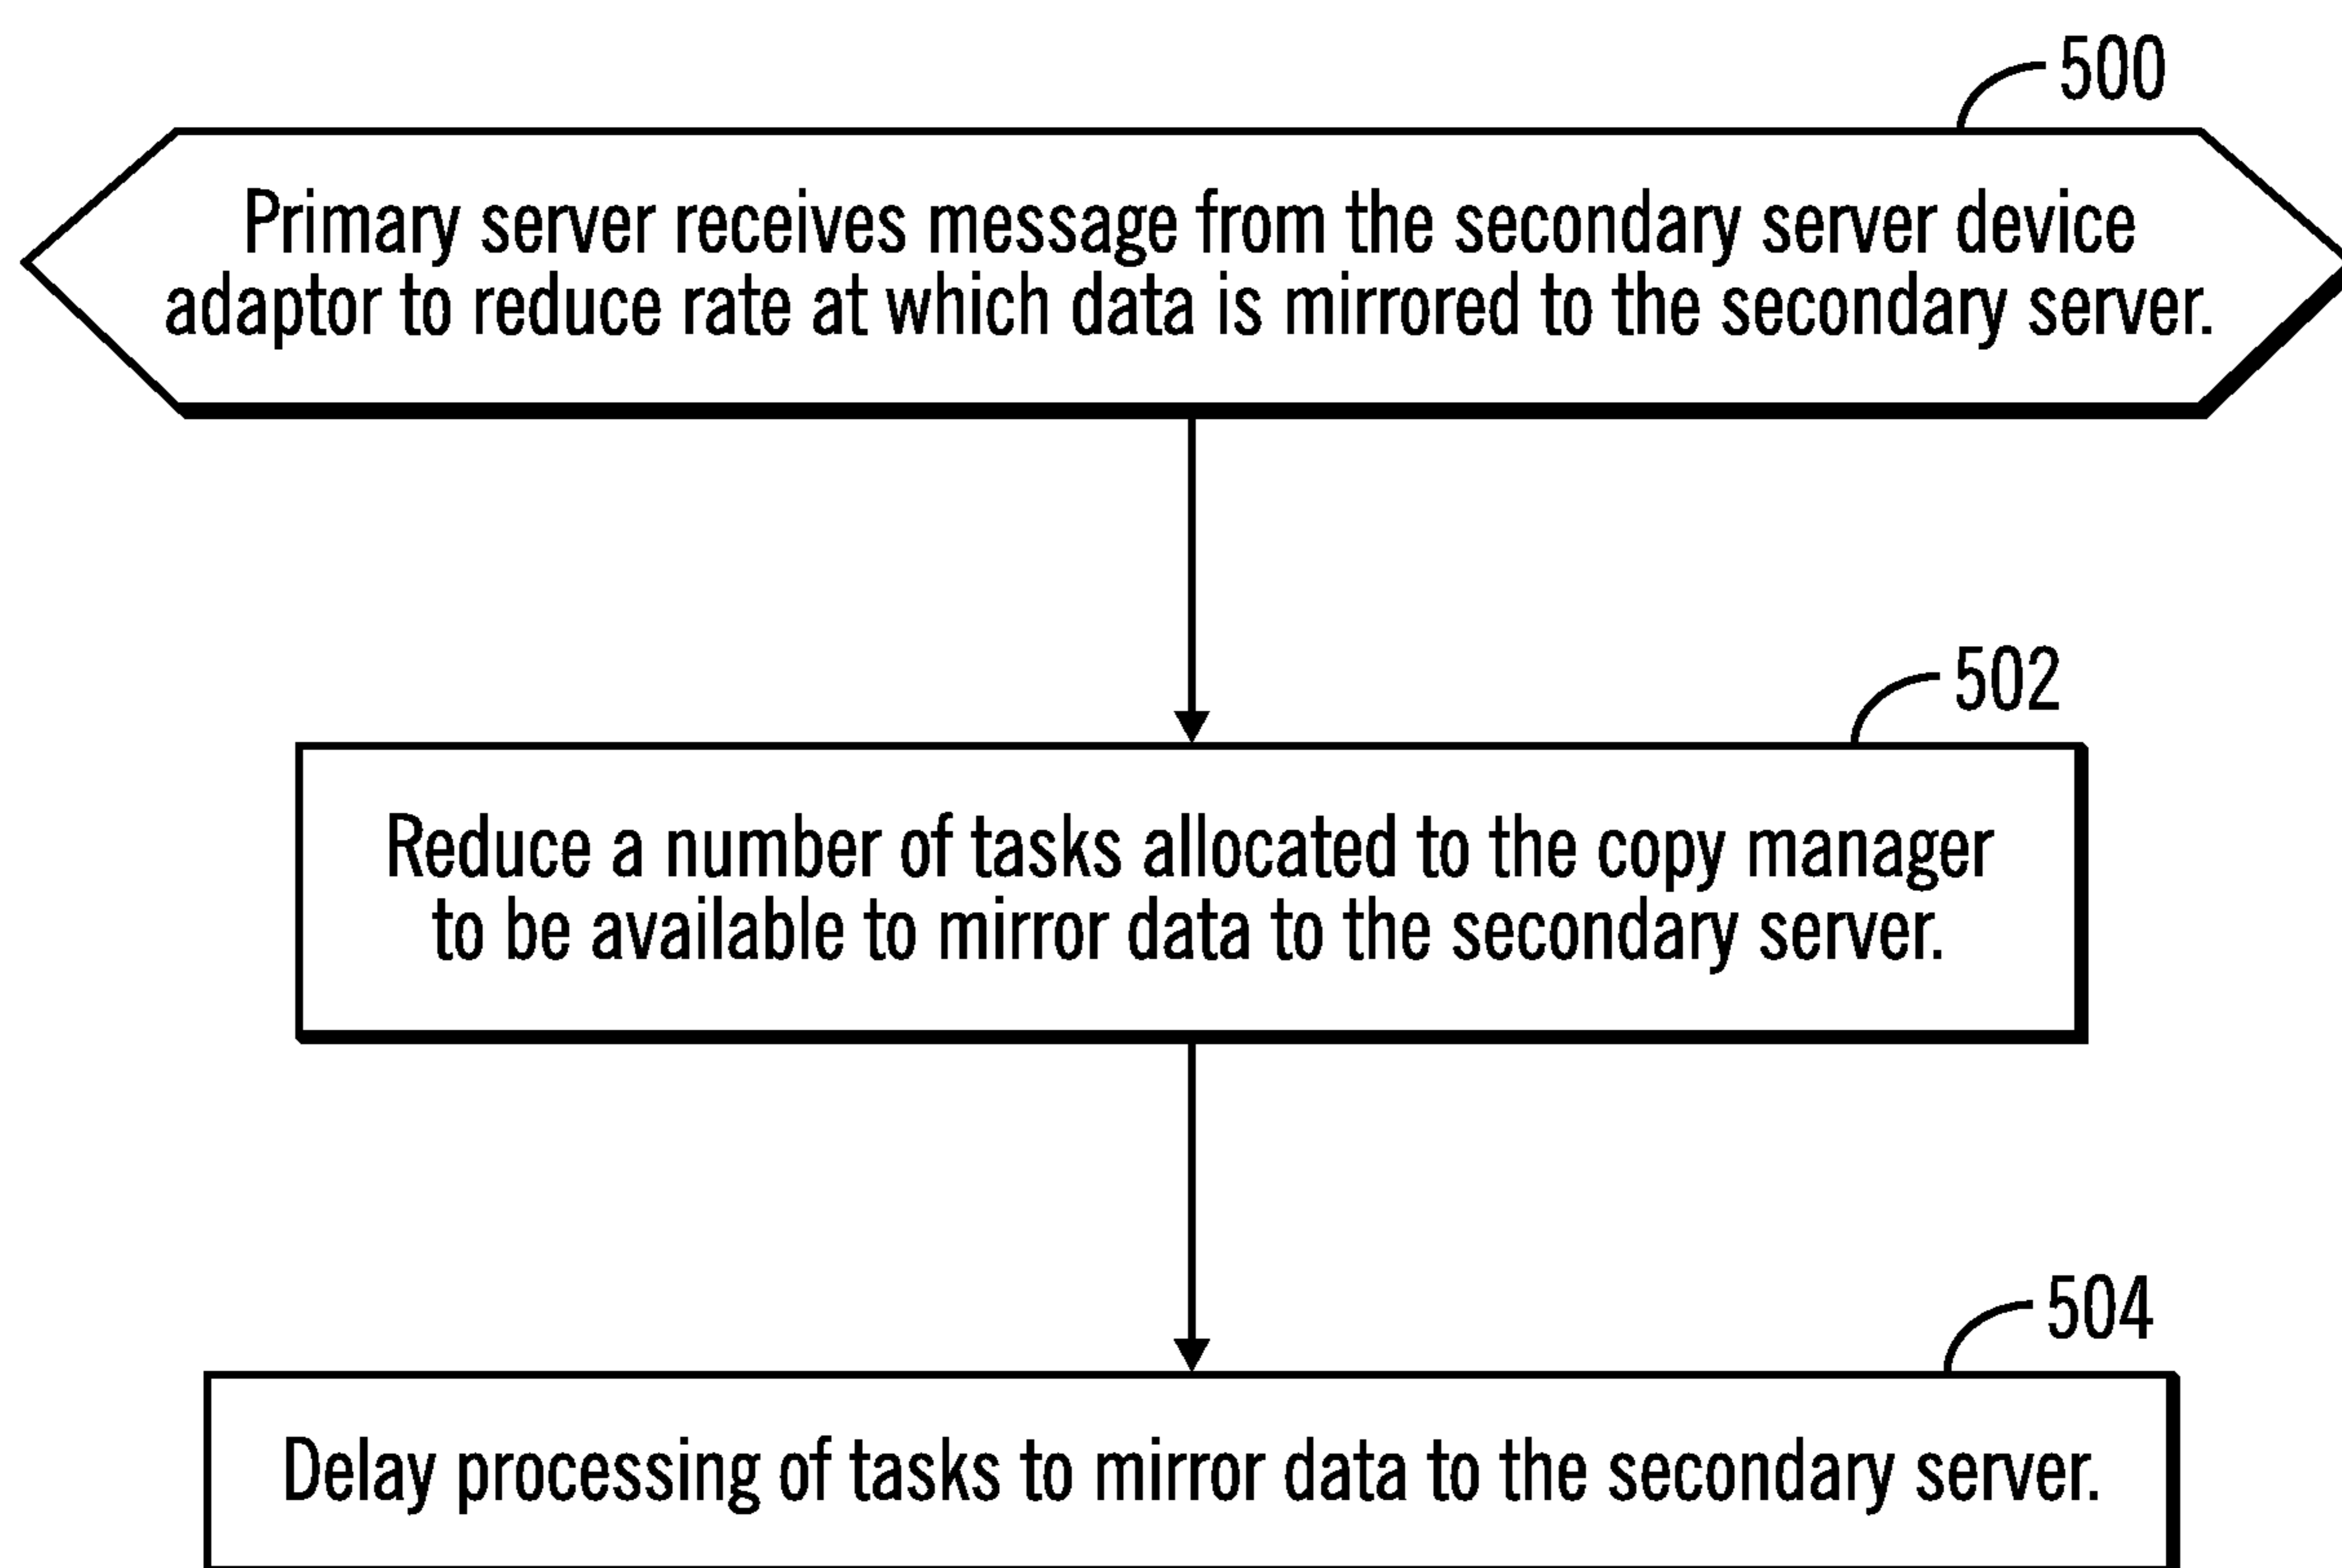 500
Primary server receives message from the secondary server device
adaptor to reduce rate at which data is mirrored to the secondary server.
502
Reduce a number of tasks allocated to the copy manager
to be available to mirror data to the secondary server.
504
Delay processing of tasks to mirror data to the secondary server.